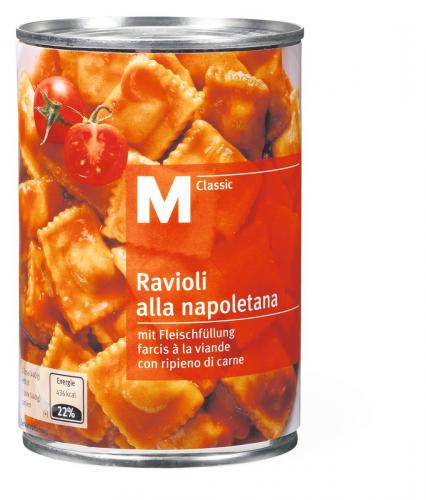 M Classic
Ravioli
alla napoletana
mit Fleischfüllung
farcis à la viande
con ripieno di carne
Energie
436 kcal
22%